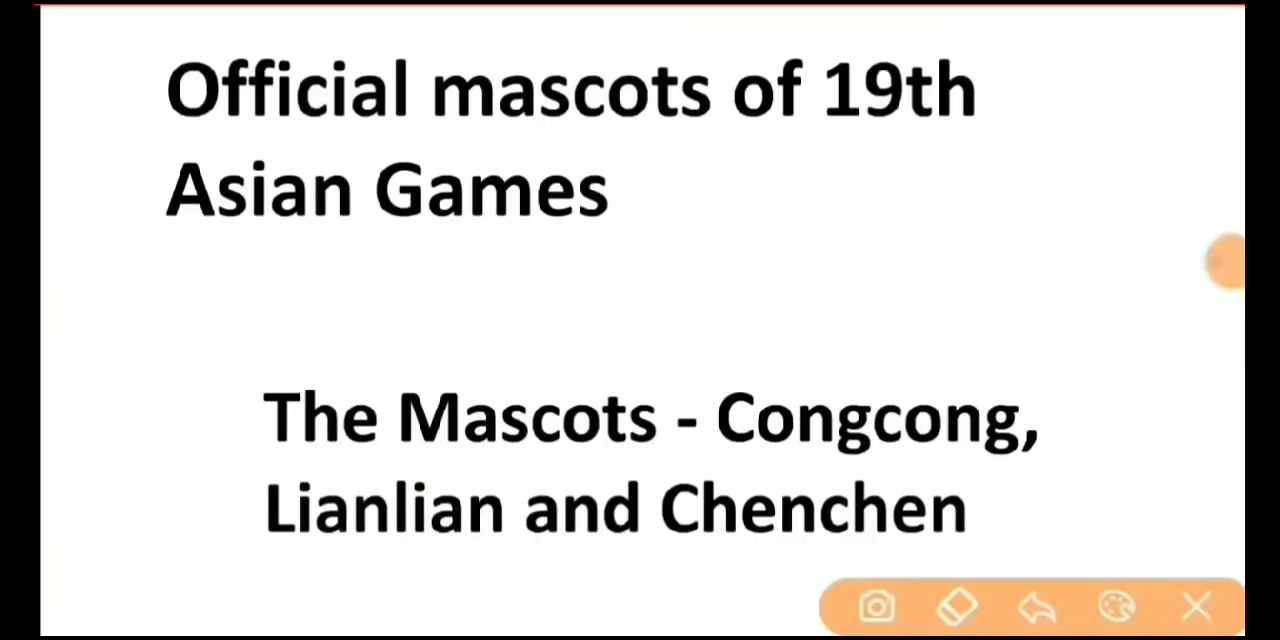 Official mascots of 19th
Asian Games
The Mascots - Congcong,
Lianlian and Chenchen